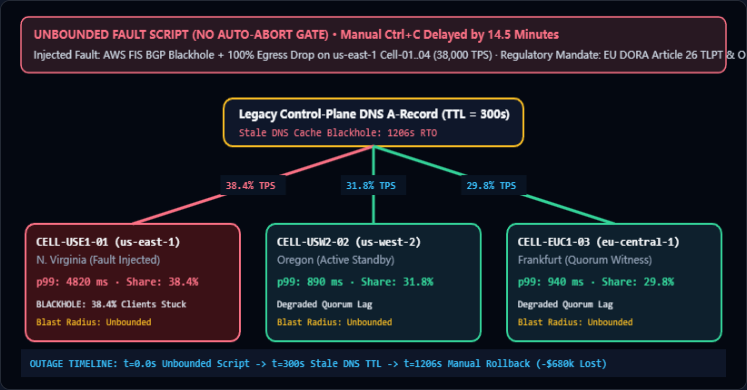 UNBOUNDED FAULT SCRIPT (NO AUTO-ABORT GATE) • Manual Ctrl+C Delayed by 14.5 Minutes
Injected Fault: AWS FIS BGP Blackhole + 100% Egress Drop on us-east-1 Cell-01..04 (38,000 TPS) · Regulatory Mandate: EU DORA Article 26 TLPT & O
Legacy Control-Plane DNS A-Record (TTL = 300s)
Stale DNS Cache Blackhole: 1206s RTO
38.4% TPS
31.8% TPS
29.8% TPS
CELL-USE1-01 (us-east-1)
N. Virginia (Fault Injected)
p99: 4820 ms · Share: 38.4%
BLACKHOLE: 38.4% Clients Stuck
Blast Radius: Unbounded
CELL-USW2-02 (us-west-2)
Oregon (Active Standby)
p99: 890 ms · Share: 31.8%
Degraded Quorum Lag
Blast Radius: Unbounded
CELL-EUC1-03 (eu-central-1)
Frankfurt (Quorum Witness)
p99: 940 ms · Share: 29.8%
Degraded Quorum Lag
Blast Radius: Unbounded
OUTAGE TIMELINE: t=0.0s Unbounded Script -> t=300s Stale DNS TTL -> t=1206s Manual Rollback (-$680k Lost)